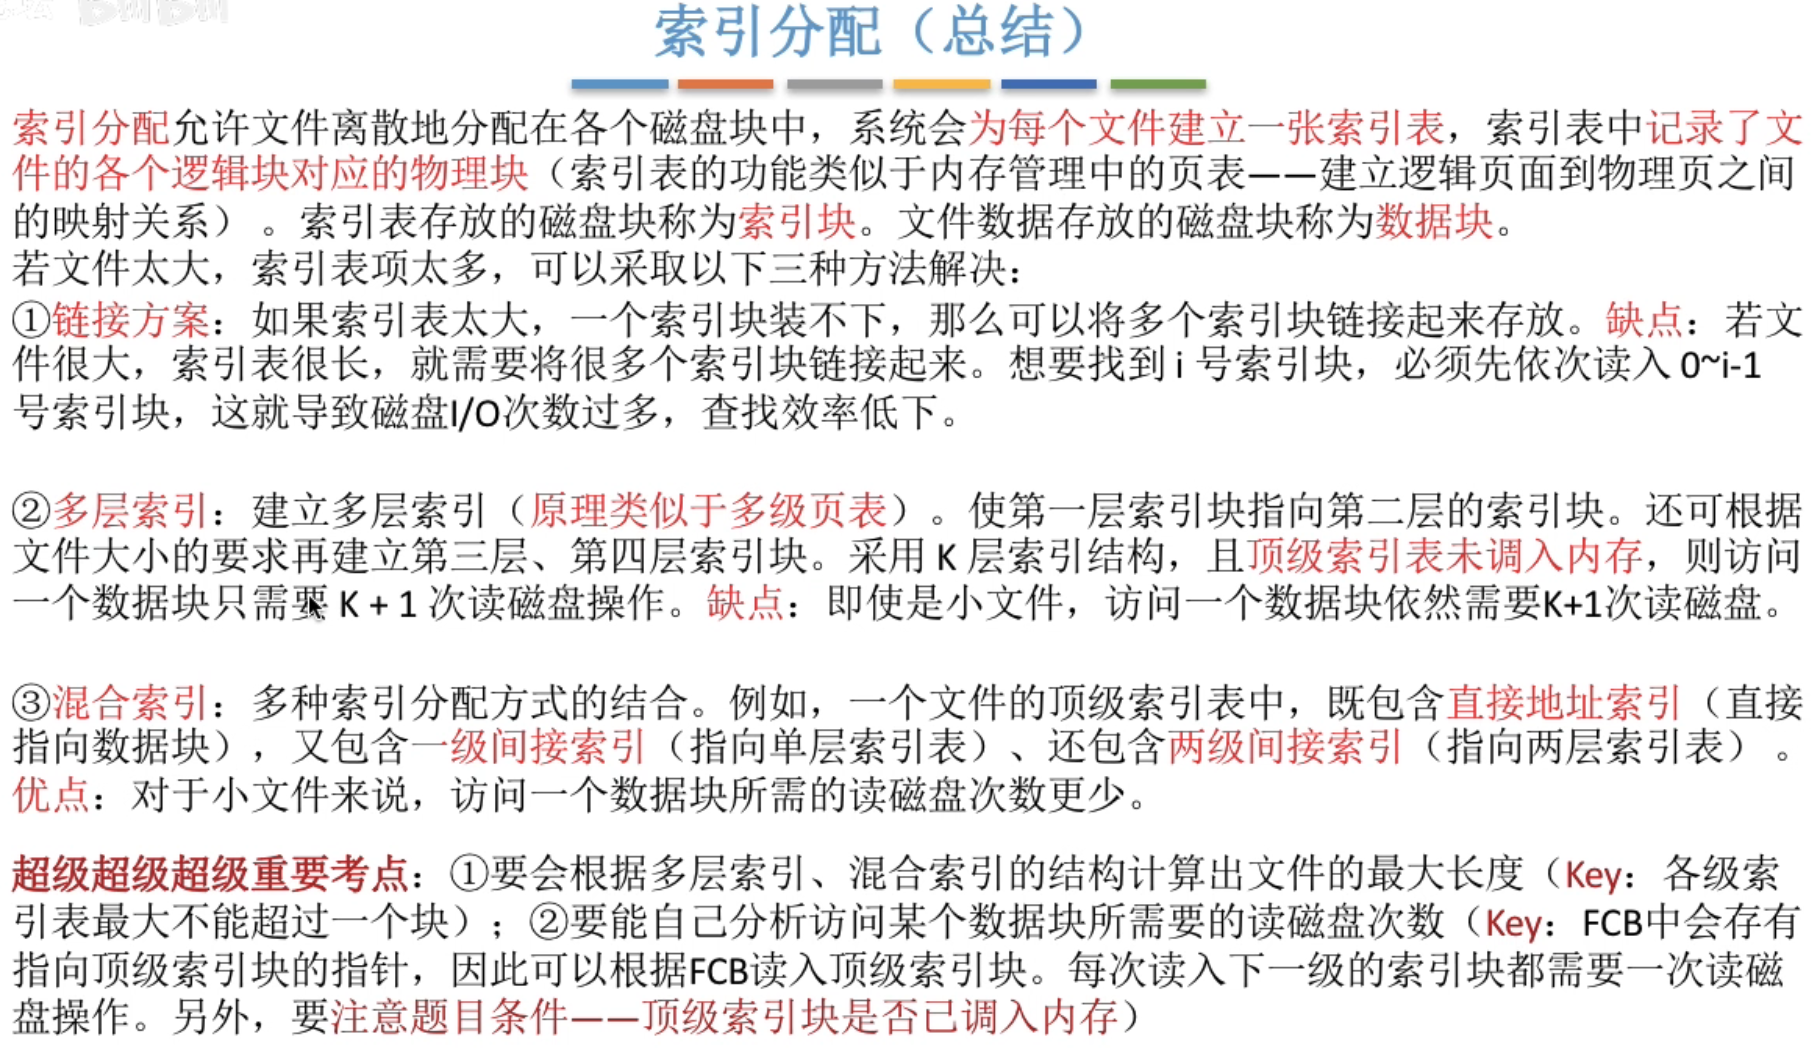 索引分配（总结）
索引分配允许文件离散地分配在各个磁盘块中，系统会为每个文件建立一张索引表，索引表中记录了文
件的各个逻辑块对应的物理块（索引表的功能类似于内存管理中的页表——建立逻辑页面到物理页之间
的映射关系）。索引表存放的磁盘块称为索引块。文件数据存放的磁盘块称为数据块。
若文件太大，索引表项太多，可以采取以下三种方法解决：
①链接方案：如果索引表太大，一个索引块装不下，那么可以将多个索引块链接起来存放。缺点：若文
件很大，索引表很长，就需要将很多个索引块链接起来。想要找到 i 号索引块，必须先依次读入 0~i-1
号索引块，这就导致磁盘I/O次数过多，查找效率低下。
②多层索引：建立多层索引（原理类似于多级页表）。使第一层索引块指向第二层的索引块。还可根据
文件大小的要求再建立第三层、第四层索引块。采用 K 层索引结构，且顶级索引表未调入内存，则访问
一个数据块只需要 K + 1 次读磁盘操作。缺点：即使是小文件，访问一个数据块依然需要K+1次读磁盘。
③混合索引：多种索引分配方式的结合。例如，一个文件的顶级索引表中，既包含直接地址索引（直接
指向数据块），又包含一级间接索引（指向单层索引表）、还包含两级间接索引（指向两层索引表）。
优点：对于小文件来说，访问一个数据块所需的读磁盘次数更少。
超级超级超级重要考点：①要会根据多层索引、混合索引的结构计算出文件的最大长度（Key：各级索
引表最大不能超过一个块）；②要能自己分析访问某个数据块所需要的读磁盘次数（Key：FCB中会存有
指向顶级索引块的指针，因此可以根据FCB读入顶级索引块。每次读入下一级的索引块都需要一次读磁
盘操作。另外，要注意题目条件——顶级索引块是否已调入内存）